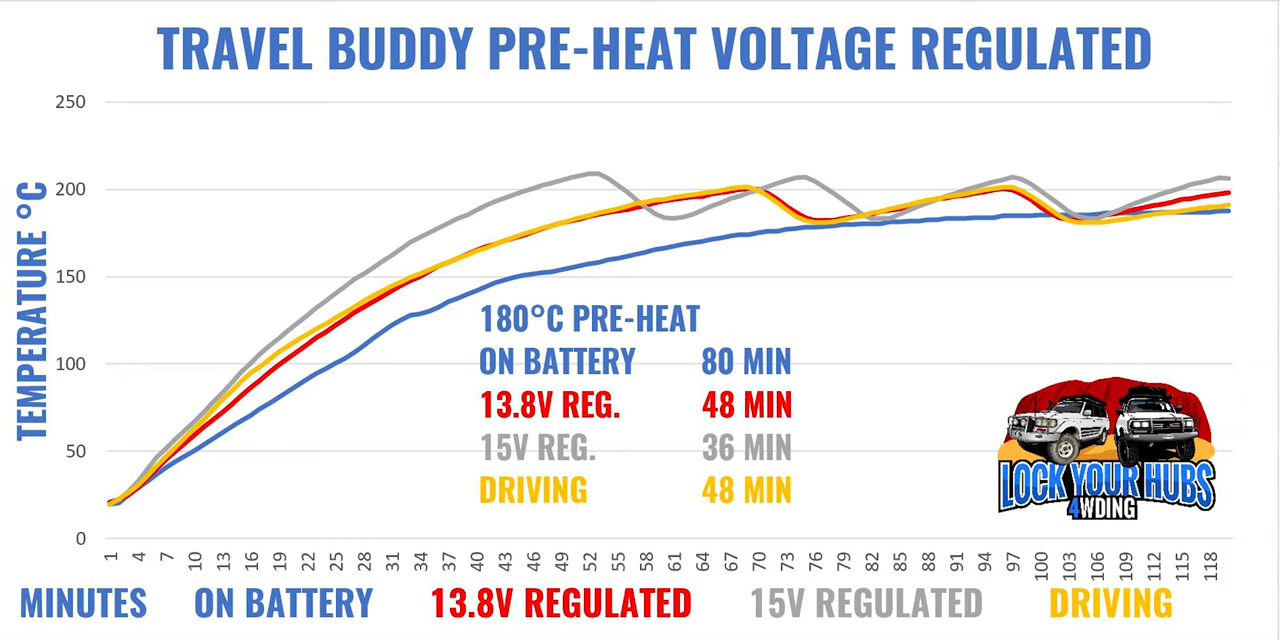 TRAVEL BUDDY PRE-HEAT VOLTAGE REGULATED
TEMPERATURE °C
250
200
150
100
50
0
180°C PRE-HEAT
ON BATTERY 80 MIN
13.8V REG. 48 MIN
15V REG. 36 MIN
DRIVING 48 MIN
LOCK YOUR HUBS
4WDING
1 4 7 10 13 16 19 22 25 28 31 34 37 40 43 46 49 52 55 58 61 64 67 70 73 76 79 82 85 88 91 94 97 100 103 106 109 112 115 118
MINUTES ON BATTERY 13.8V REGULATED 15V REGULATED DRIVING